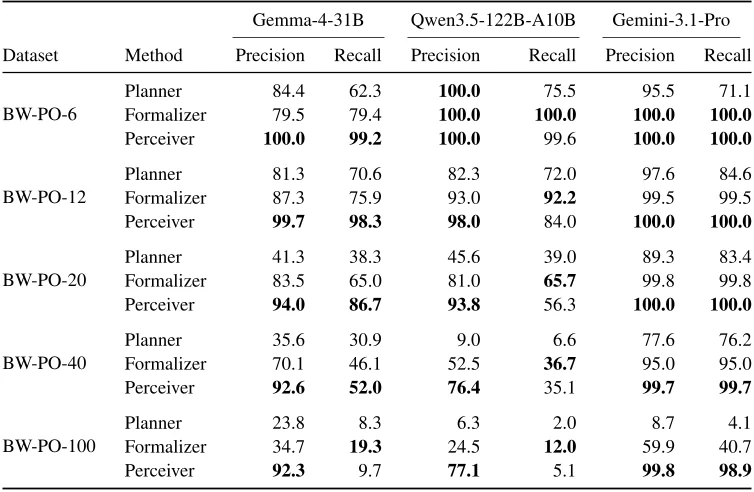 Gemma-4-31B Qwen3.5-122B-A10B Gemini-3.1-Pro
Dataset Method Precision Recall Precision Recall Precision Recall
Planner 84.4 62.3 100.0 75.5 95.5 71.1
BW-PO-6 Formalizer 79.5 79.4 100.0 100.0 100.0 100.0
Perceiver 100.0 99.2 100.0 99.6 100.0 100.0
Planner 81.3 70.6 82.3 72.0 97.6 84.6
BW-PO-12 Formalizer 87.3 75.9 93.0 92.2 99.5 99.5
Perceiver 99.7 98.3 98.0 84.0 100.0 100.0
Planner 41.3 38.3 45.6 39.0 89.3 83.4
BW-PO-20 Formalizer 83.5 65.0 81.0 65.7 99.8 99.8
Perceiver 94.0 86.7 93.8 56.3 100.0 100.0
Planner 35.6 30.9 9.0 6.6 77.6 76.2
BW-PO-40 Formalizer 70.1 46.1 52.5 36.7 95.0 95.0
Perceiver 92.6 52.0 76.4 35.1 99.7 99.7
Planner 23.8 8.3 6.3 2.0 8.7 4.1
BW-PO-100 Formalizer 34.7 19.3 24.5 12.0 59.9 40.7
Perceiver 92.3 9.7 77.1 5.1 99.8 98.9